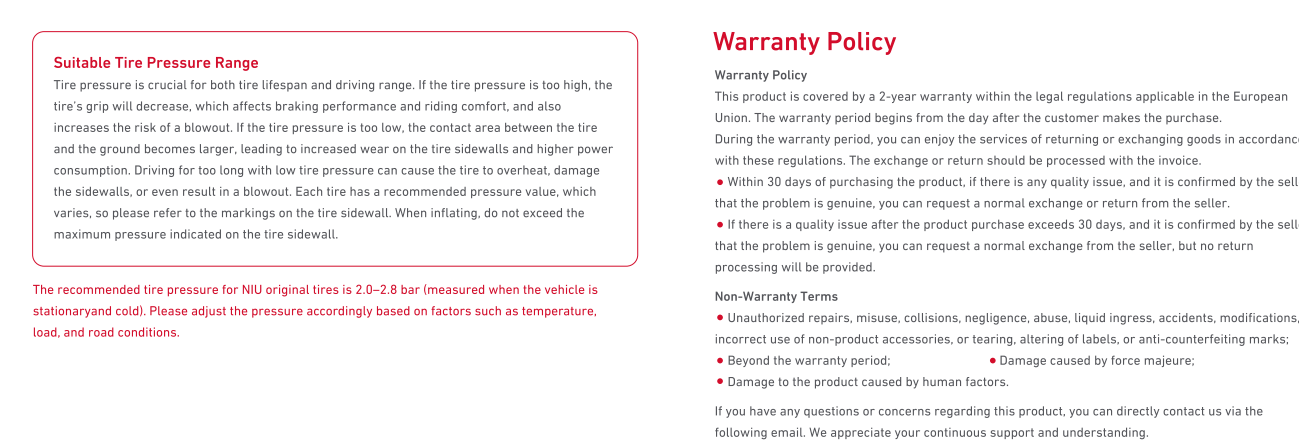 Suitable Tire Pressure Range
Tire pressure is crucial for both tire lifespan and driving range. If the tire pressure is too high, the
tire's grip will decrease, which affects braking performance and riding comfort, and also
increases the risk of a blowout. If the tire pressure is too low, the contact area between the tire
and the ground becomes larger, leading to increased wear on the tire sidewalls and higher power
consumption. Driving for too long with low tire pressure can cause the tire to overheat, damage
the sidewalls, or even result in a blowout. Each tire has a recommended pressure value, which
varies, so please refer to the markings on the tire sidewall. When inflating, do not exceed the
maximum pressure indicated on the tire sidewall.
The recommended tire pressure for NIU original tires is 2.0–2.8 bar (measured when the vehicle is
stationaryand cold). Please adjust the pressure accordingly based on factors such as temperature,
load, and road conditions.
Warranty Policy
Warranty Policy
This product is covered by a 2-year warranty within the legal regulations applicable in the European
Union. The warranty period begins from the day after the customer makes the purchase.
During the warranty period, you can enjoy the services of returning or exchanging goods in accordanc
with these regulations. The exchange or return should be processed with the invoice.
• Within 30 days of purchasing the product, if there is any quality issue, and it is confirmed by the sell
that the problem is genuine, you can request a normal exchange or return from the seller.
• If there is a quality issue after the product purchase exceeds 30 days, and it is confirmed by the sell
that the problem is genuine, you can request a normal exchange from the seller, but no return
processing will be provided.
Non-Warranty Terms
• Unauthorized repairs, misuse, collisions, negligence, abuse, liquid ingress, accidents, modifications,
incorrect use of non-product accessories, or tearing, altering of labels, or anti-counterfeiting marks;
• Beyond the warranty period; • Damage caused by force majeure;
• Damage to the product caused by human factors.
If you have any questions or concerns regarding this product, you can directly contact us via the
following email. We appreciate your continuous support and understanding.